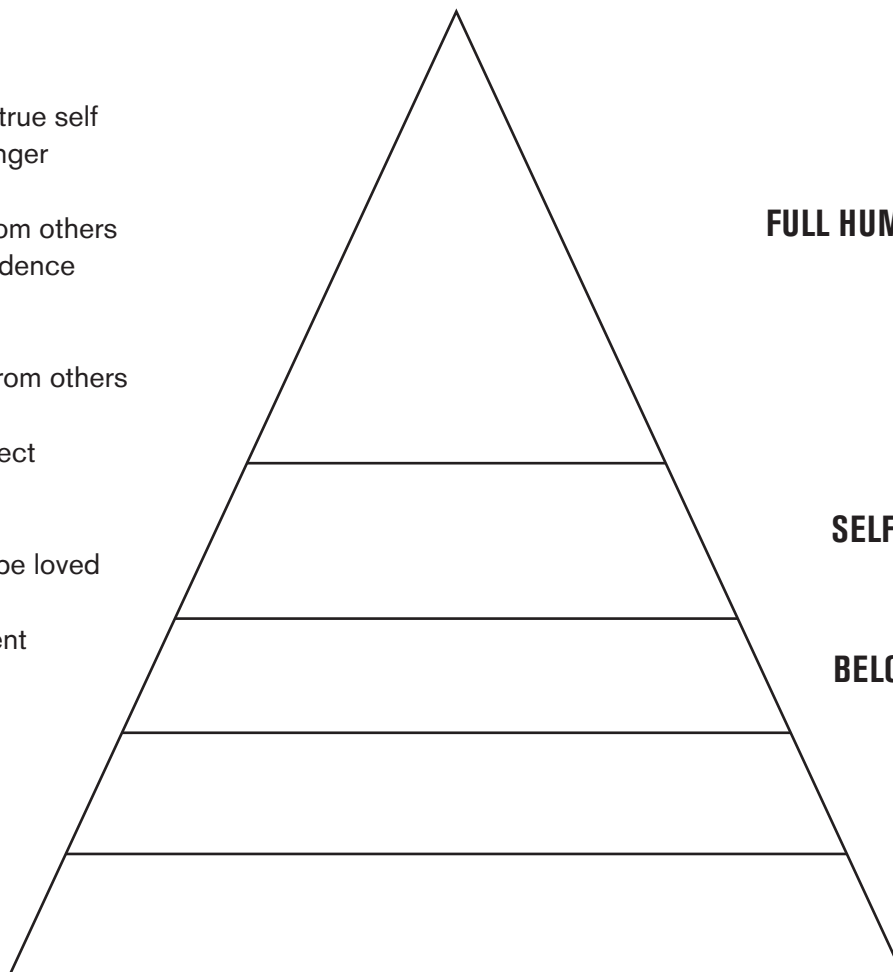 true self
nger
om others
dence
rom others
ect
be loved
ent
FULL HUM
SELF
BELO